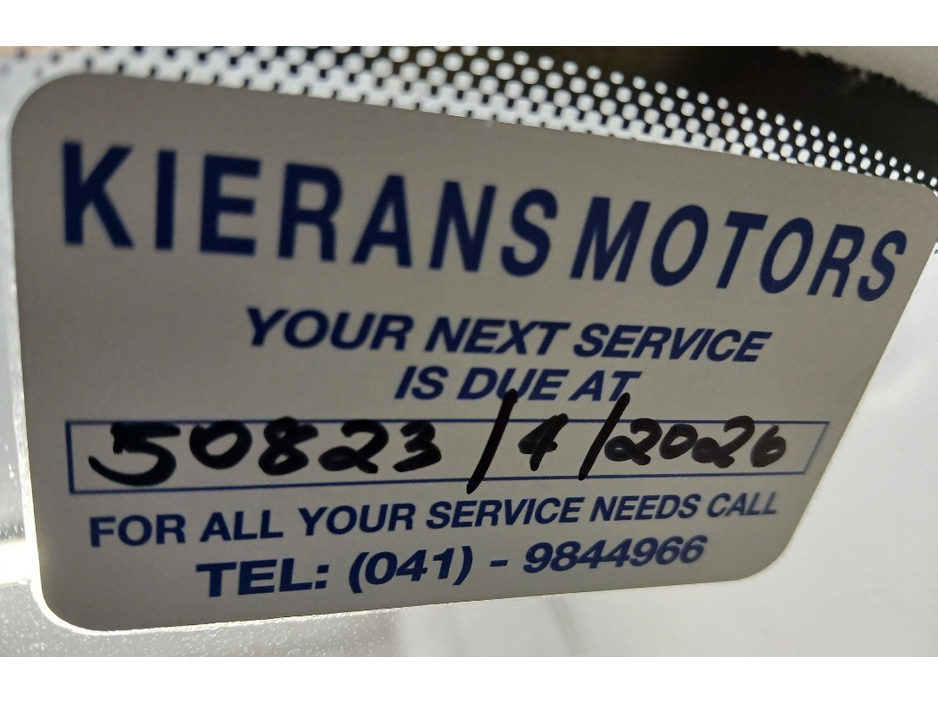 KIERANS MOTORS
YOUR NEXT SERVICE
IS DUE AT
50823/4/2026
FOR ALL YOUR SERVICE NEEDS CALL
TEL: (041) - 9844966